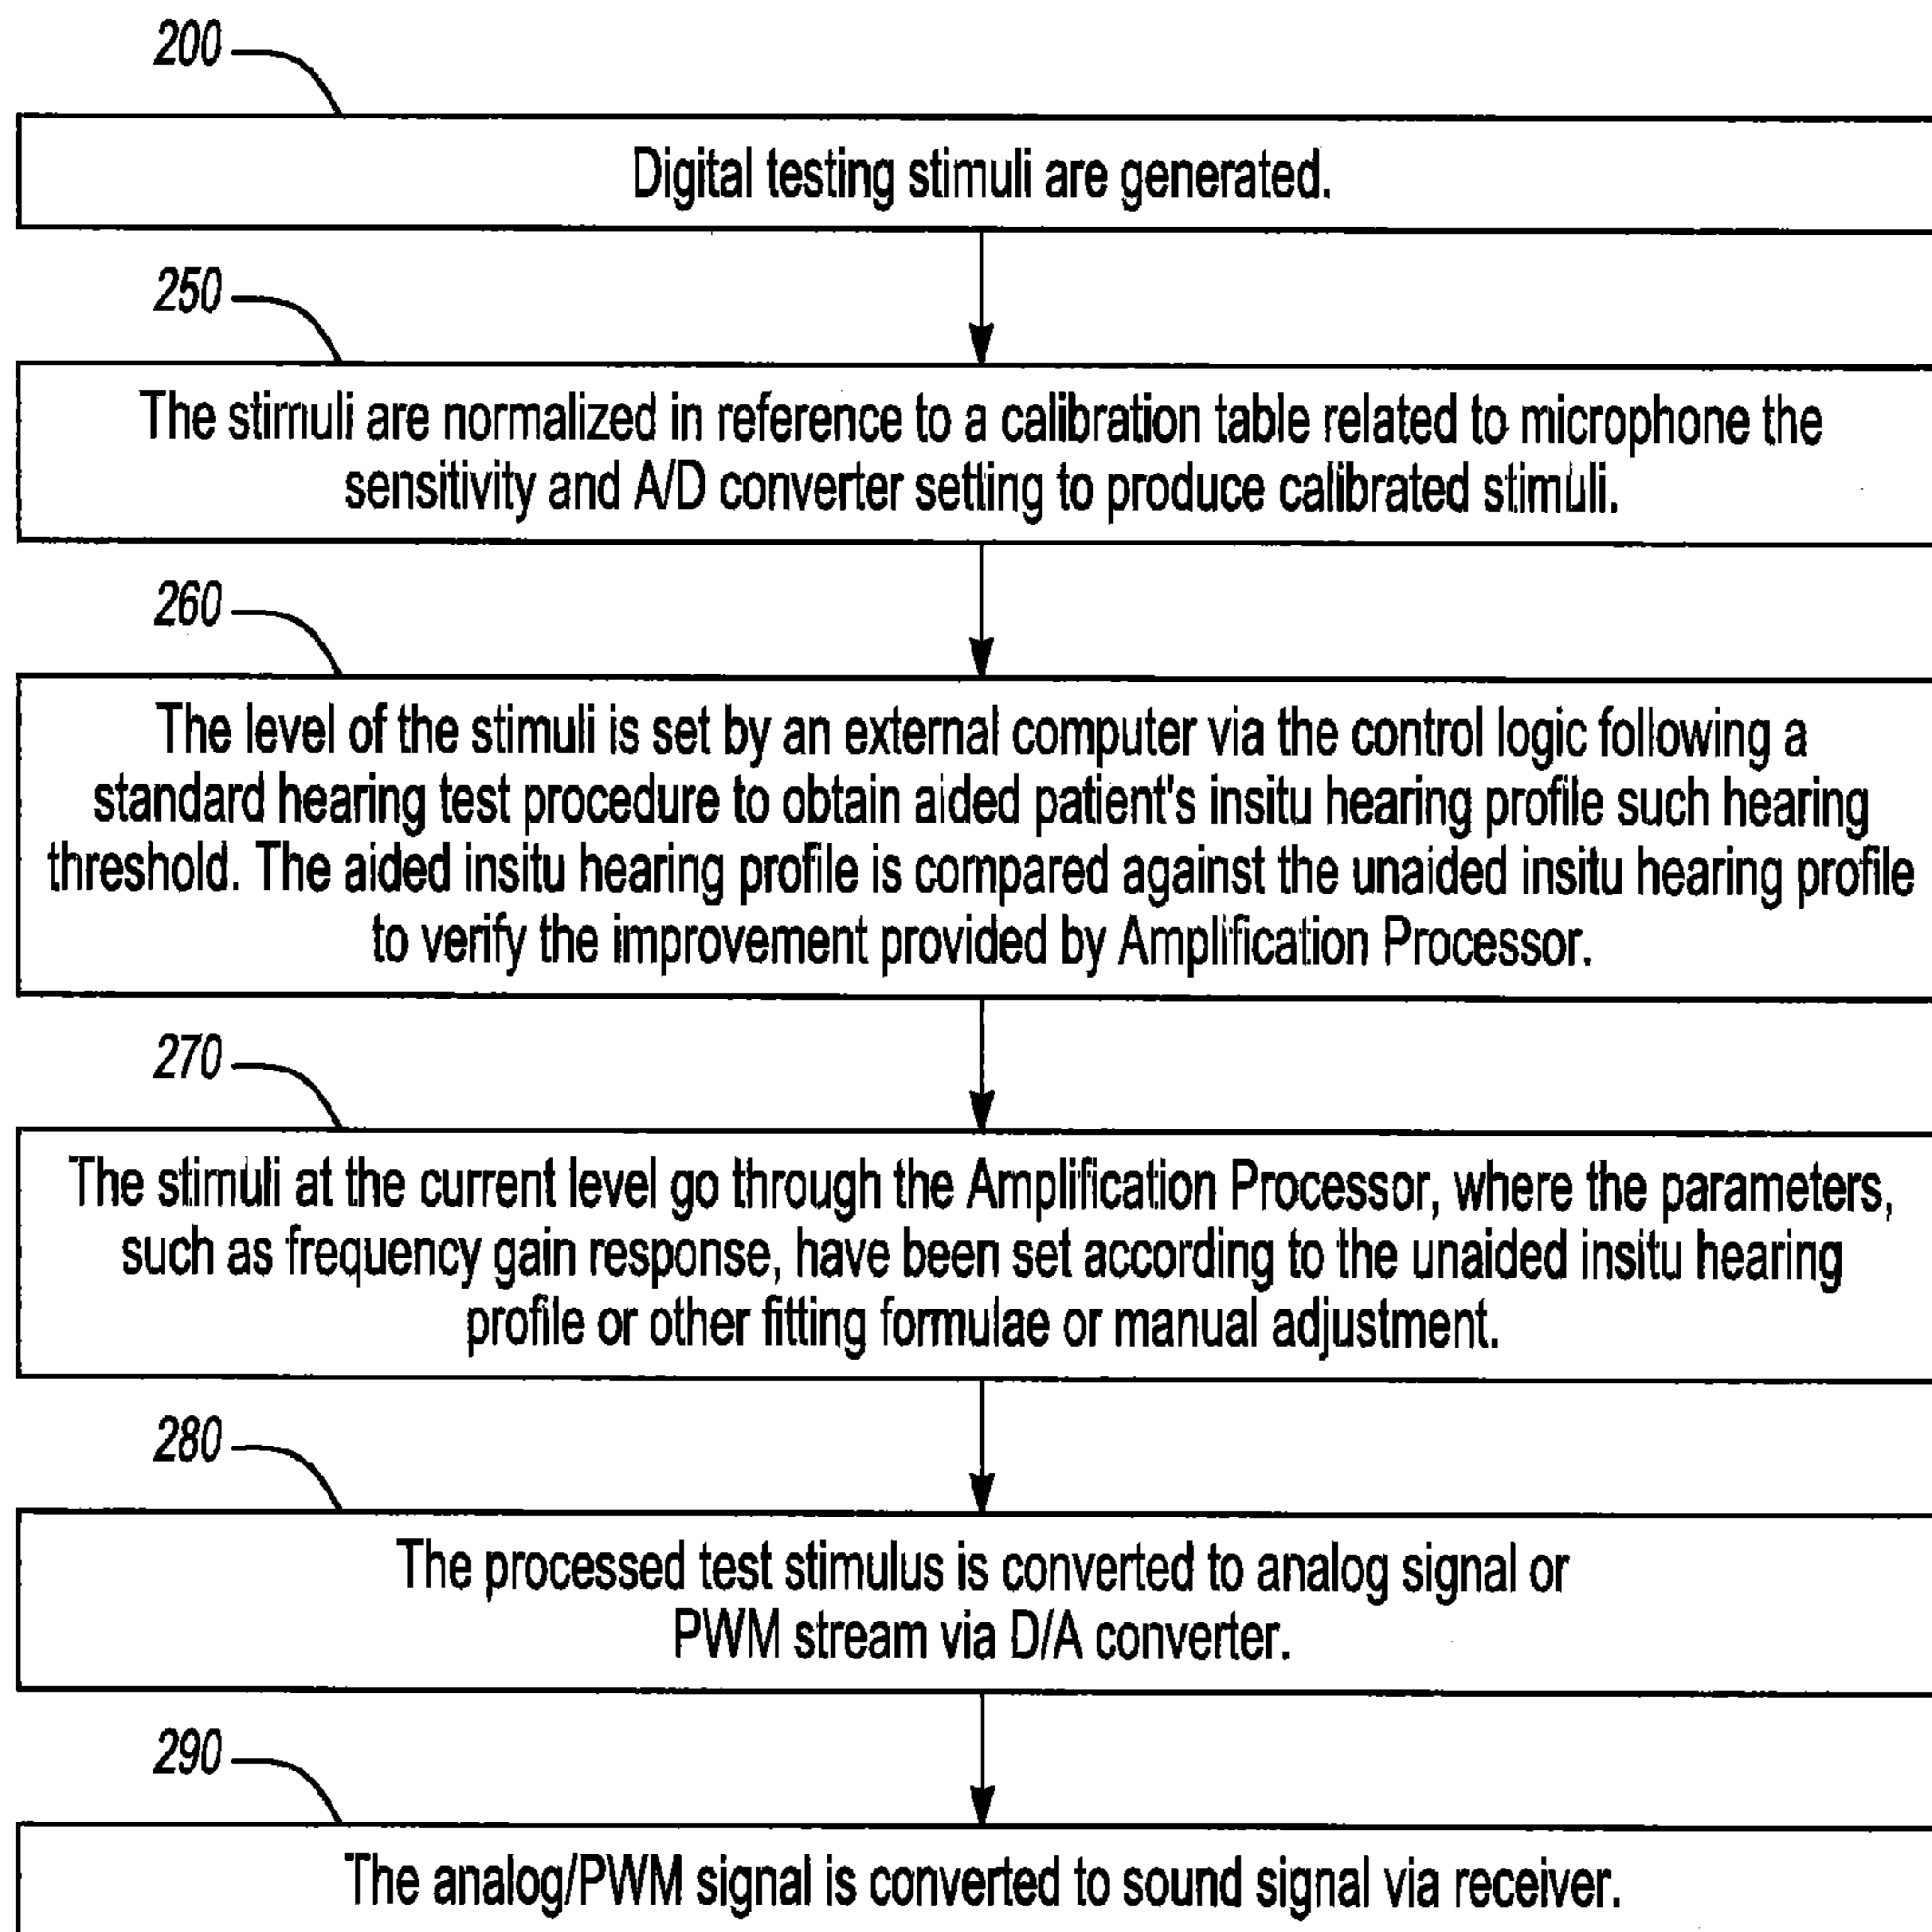 200
Digital testing stimuli are generated.
250
The stimuli are normalized in reference to a calibration table related to microphone the
sensitivity and A/D converter setting to produce calibrated stimuli.
260
The level of the stimuli is set by an external computer via the control logic following a
standard hearing test procedure to obtain aided patient's insitu hearing profile such hearing
threshold. The aided insitu hearing profile is compared against the unaided insitu hearing profile
to verify the improvement provided by Amplification Processor.
270
The stimuli at the current level go through the Amplification Processor, where the parameters,
such as frequency gain response, have been set according to the unaided insitu hearing
profile or other fitting formulae or manual adjustment.
280
The processed test stimulus is converted to analog signal or
PWM stream via D/A converter.
290
The analog/PWM signal is converted to sound signal via receiver.